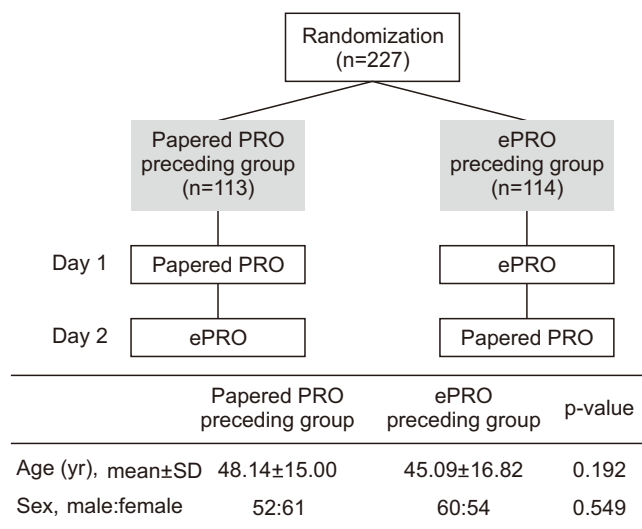 Randomization
(n=227)
Papered PRO
preceding group
(n=113)
ePRO
preceding group
(n=114)
Day 1
Papered PRO
ePRO
Day 2
ePRO
Papered PRO
Papered PRO
preceding group
ePRO
preceding group
p-value
Age (yr), mean±SD 48.14±15.00 45.09±16.82 0.192
Sex, male:female 52:61 60:54 0.549